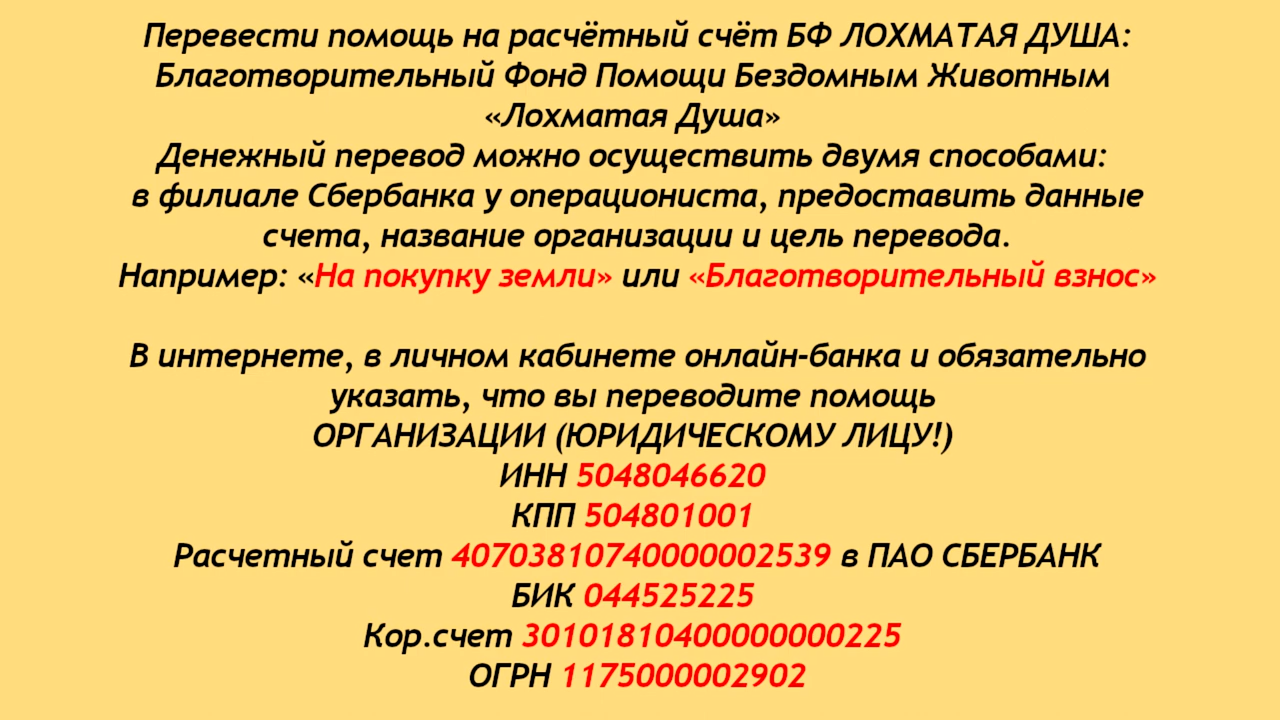 Перевести помощь на расчётный счёт БФ ЛОХМАТАЯ ДУША:
Благотворительный Фонд Помощи Бездомным Животным
«Лохматая Душа»
Денежный перевод можно осуществить двумя способами:
в филиале Сбербанка у операциониста, предоставить данные
счета, название организации и цель перевода.
Например: «На покупку земли» или «Благотворительный взнос»
В интернете, в личном кабинете онлайн-банка и обязательно
указать, что вы переводите помощь
ОРГАНИЗАЦИИ (ЮРИДИЧЕСКОМУ ЛИЦУ!)
ИНН 5048046620
КПП 504801001
Расчетный счет 40703810740000002539 в ПАО СБЕРБАНК
БИК 044525225
Кор.счет 30101810400000000225
ОГРН 1175000002902